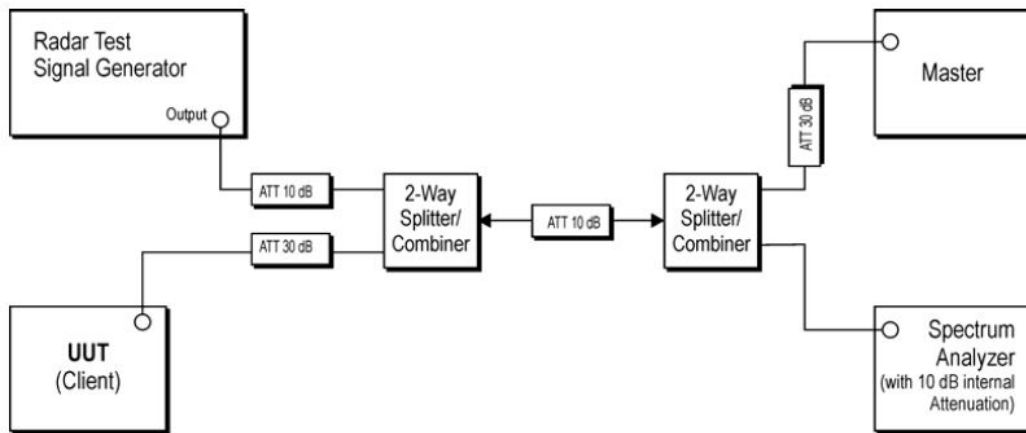 Radar Test
Signal Generator
Output
ATT 10 dB
ATT 30 dB
UUT
(Client)
2-Way
Splitter/
Combiner
ATT 10 dB
2-Way
Splitter/
Combiner
ATT 30 dB
Master
Spectrum
Analyzer
(with 10 dB internal
Attenuation)